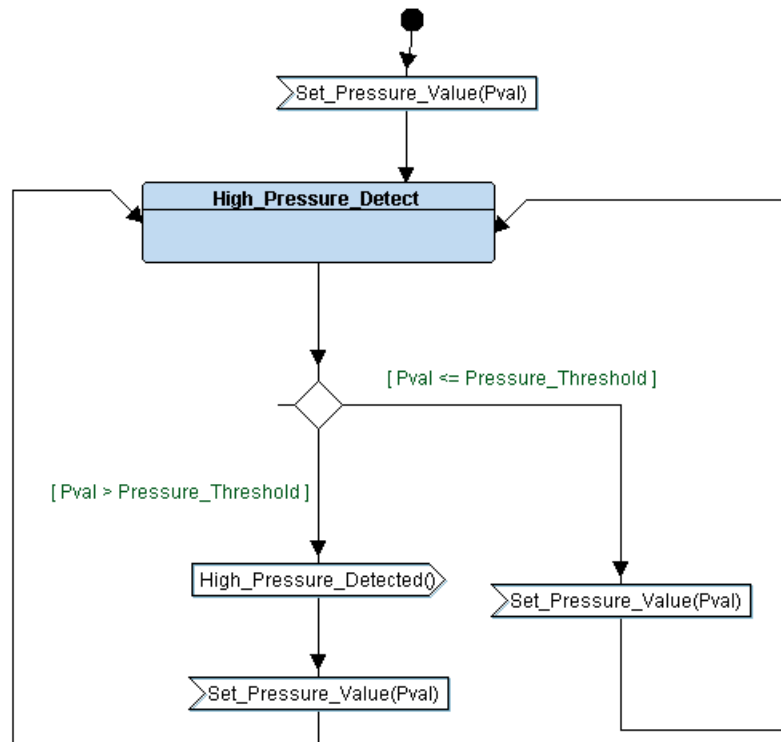 Set_Pressure_Value(Pval)
High_Pressure_Detect
[ Pval <= Pressure_Threshold ]
[ Pval > Pressure_Threshold ]
High_Pressure_Detected()
Set_Pressure_Value(Pval)
Set_Pressure_Value(Pval)